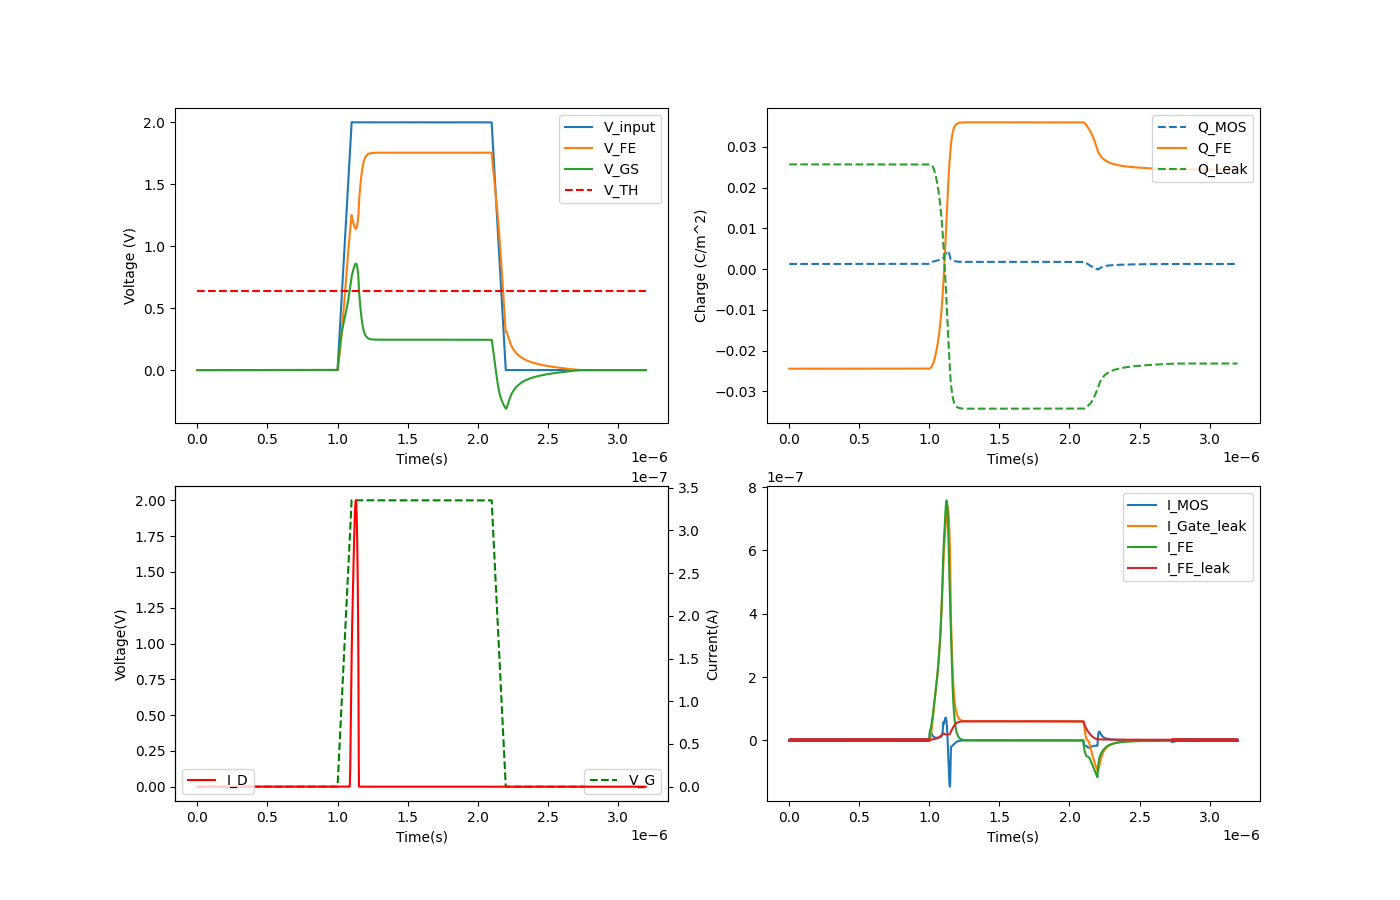 2.0
1.5
1.0
0.5
0.0
Voltage (V)
V_input
V_FE
V_GS
V_TH
0.0 0.5 1.0 1.5 2.0 2.5 3.0
Time(s)
1e−6
0.03
0.02
0.01
0.00
−0.01
−0.02
−0.03
Charge (C/m^2)
Q_MOS
Q_FE
Q_Leak
0.0 0.5 1.0 1.5 2.0 2.5 3.0
Time(s)
1e−6
1e−7
2.00
1.75
1.50
1.25
1.00
0.75
0.50
0.25
0.00
Voltage(V)
3.5
3.0
2.5
2.0
1.5
1.0
0.5
0.0
Current(A)
I_D
V_G
0.0 0.5 1.0 1.5 2.0 2.5 3.0
Time(s)
1e−6
1e−7
8
6
4
2
0
I_MOS
I_Gate_leak
I_FE
I_FE_leak
0.0 0.5 1.0 1.5 2.0 2.5 3.0
Time(s)
1e−6